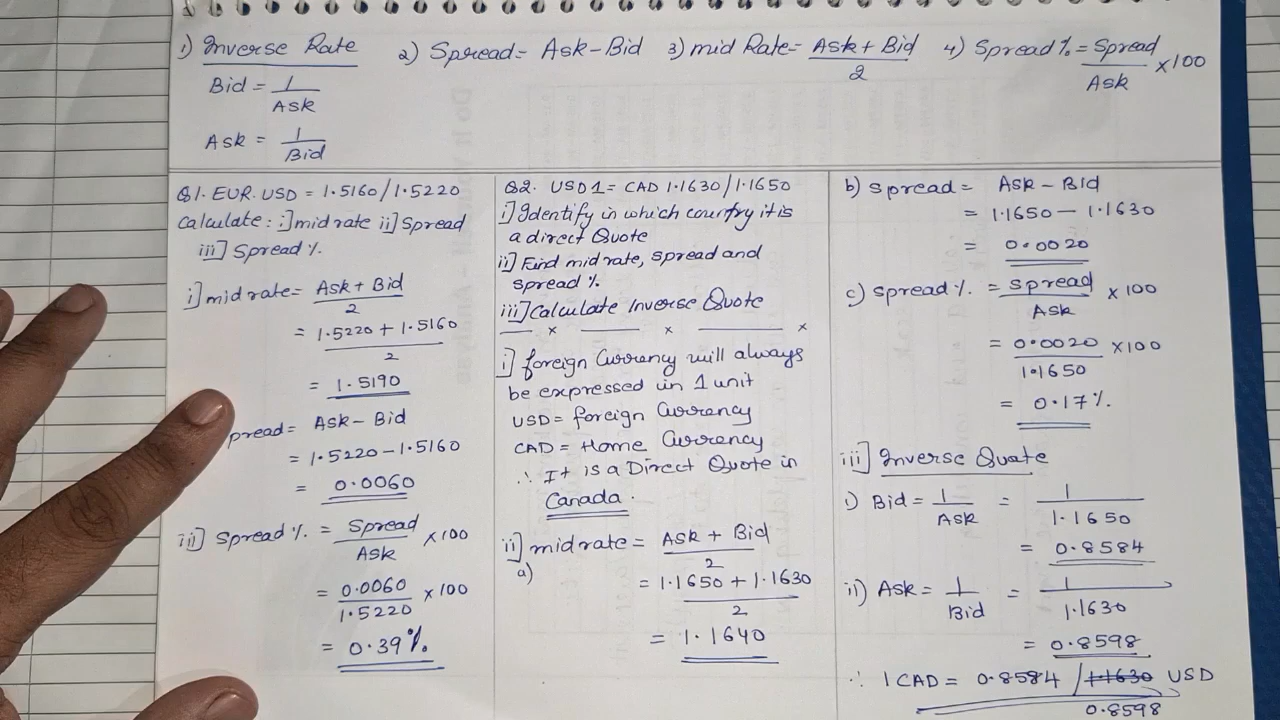 1) Inverse Rate
Bid = 1/Ask
Ask = 1/Bid
2) Spread = Ask - Bid
3) mid Rate = Ask + Bid / 2
4) Spread % = Spread / Ask × 100
Q1. EUR. USD = 1.5160/1.5220
Calculate: i] mid rate ii] Spread
iii] Spread %.
i] mid rate = Ask + Bid / 2
= 1.5220 + 1.5160 / 2
= 1.5190
pread = Ask - Bid
= 1.5220 - 1.5160
= 0.0060
iii] Spread %. = Spread / Ask × 100
= 0.0060 / 1.5220 × 100
= 0.39%.
Q2. USD 1 = CAD 1.1630/1.1650
i] Identify in which country it is
a direct Quote
ii] Find mid rate, spread and
spread %.
iii] Calculate Inverse Quote
— × — × — ×
i] foreign Currency will always
be expressed in 1 unit
USD = foreign Currency
CAD = Home Currency
∴ It is a Direct Quote in
Canada.
ii] mid rate = Ask + Bid / 2
a)
= 1.1650 + 1.1630 / 2
= 1.1640
b) spread = Ask - Bid
= 1.1650 - 1.1630
= 0.0020
c) spread %. = spread / Ask × 100
= 0.0020 / 1.1650 × 100
= 0.17%.
iii] Inverse Quate
i) Bid = 1/Ask = 1 / 1.1650
= 0.8584
ii) Ask = 1/Bid = 1 / 1.1630
= 0.8598
∴ 1 CAD = 0.8584 / 1.1630 USD
0.8598